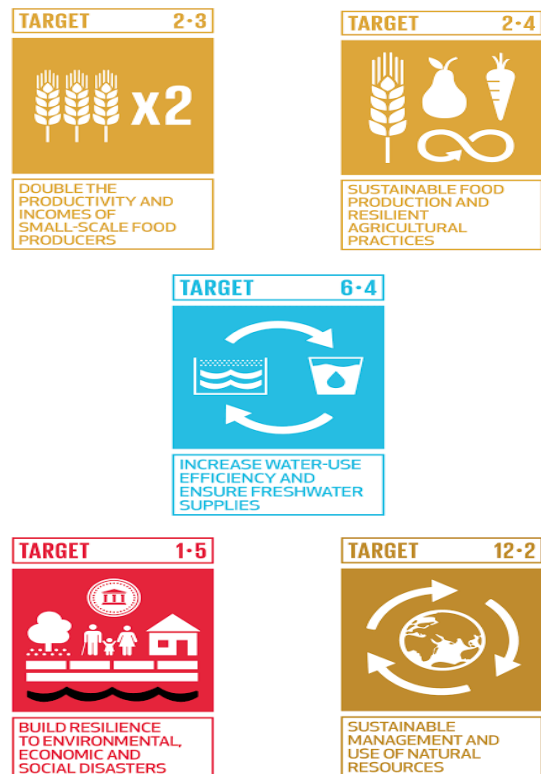 TARGET 2·3
x2
DOUBLE THE
PRODUCTIVITY AND
INCOMES OF
SMALL-SCALE FOOD
PRODUCERS
TARGET 2·4
SUSTAINABLE FOOD
PRODUCTION AND
RESILIENT
AGRICULTURAL
PRACTICES
TARGET 6·4
INCREASE WATER-USE
EFFICIENCY AND
ENSURE FRESHWATER
SUPPLIES
TARGET 1·5
BUILD RESILIENCE
TO ENVIRONMENTAL,
ECONOMIC AND
SOCIAL DISASTERS
TARGET 12·2
SUSTAINABLE
MANAGEMENT AND
USE OF NATURAL
RESOURCES